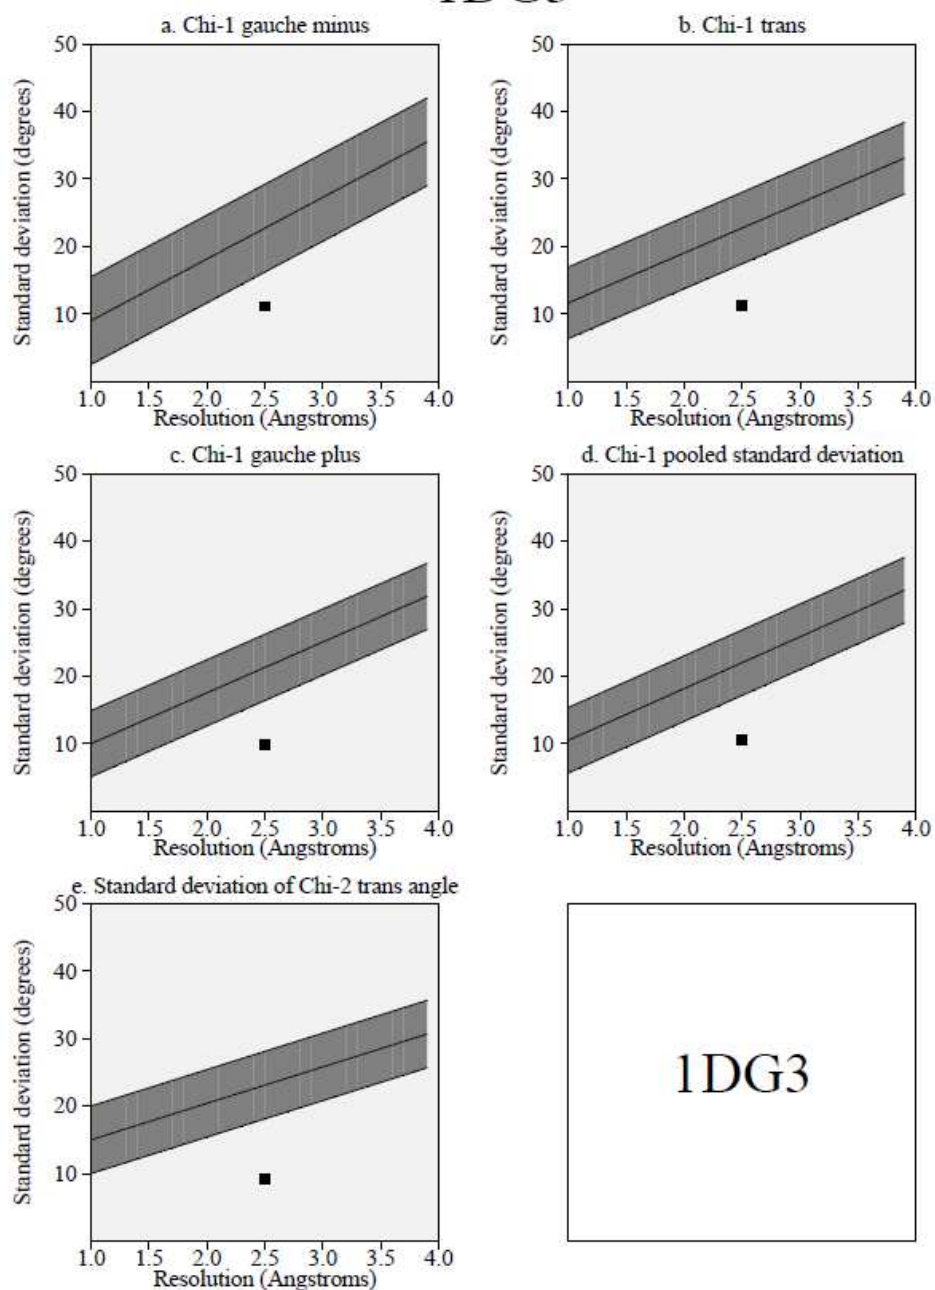 a. Chi-1 gauche minus
Standard deviation (degrees)
50
40
30
20
10
1.0 1.5 2.0 2.5 3.0 3.5 4.0
Resolution (Angstroms)
b. Chi-1 trans
Standard deviation (degrees)
50
40
30
20
10
1.0 1.5 2.0 2.5 3.0 3.5 4.0
Resolution (Angstroms)
c. Chi-1 gauche plus
Standard deviation (degrees)
50
40
30
20
10
1.0 1.5 2.0 2.5 3.0 3.5 4.0
Resolution (Angstroms)
d. Chi-1 pooled standard deviation
Standard deviation (degrees)
50
40
30
20
10
1.0 1.5 2.0 2.5 3.0 3.5 4.0
Resolution (Angstroms)
e. Standard deviation of Chi-2 trans angle
Standard deviation (degrees)
50
40
30
20
10
1.0 1.5 2.0 2.5 3.0 3.5 4.0
Resolution (Angstroms)
1DG3